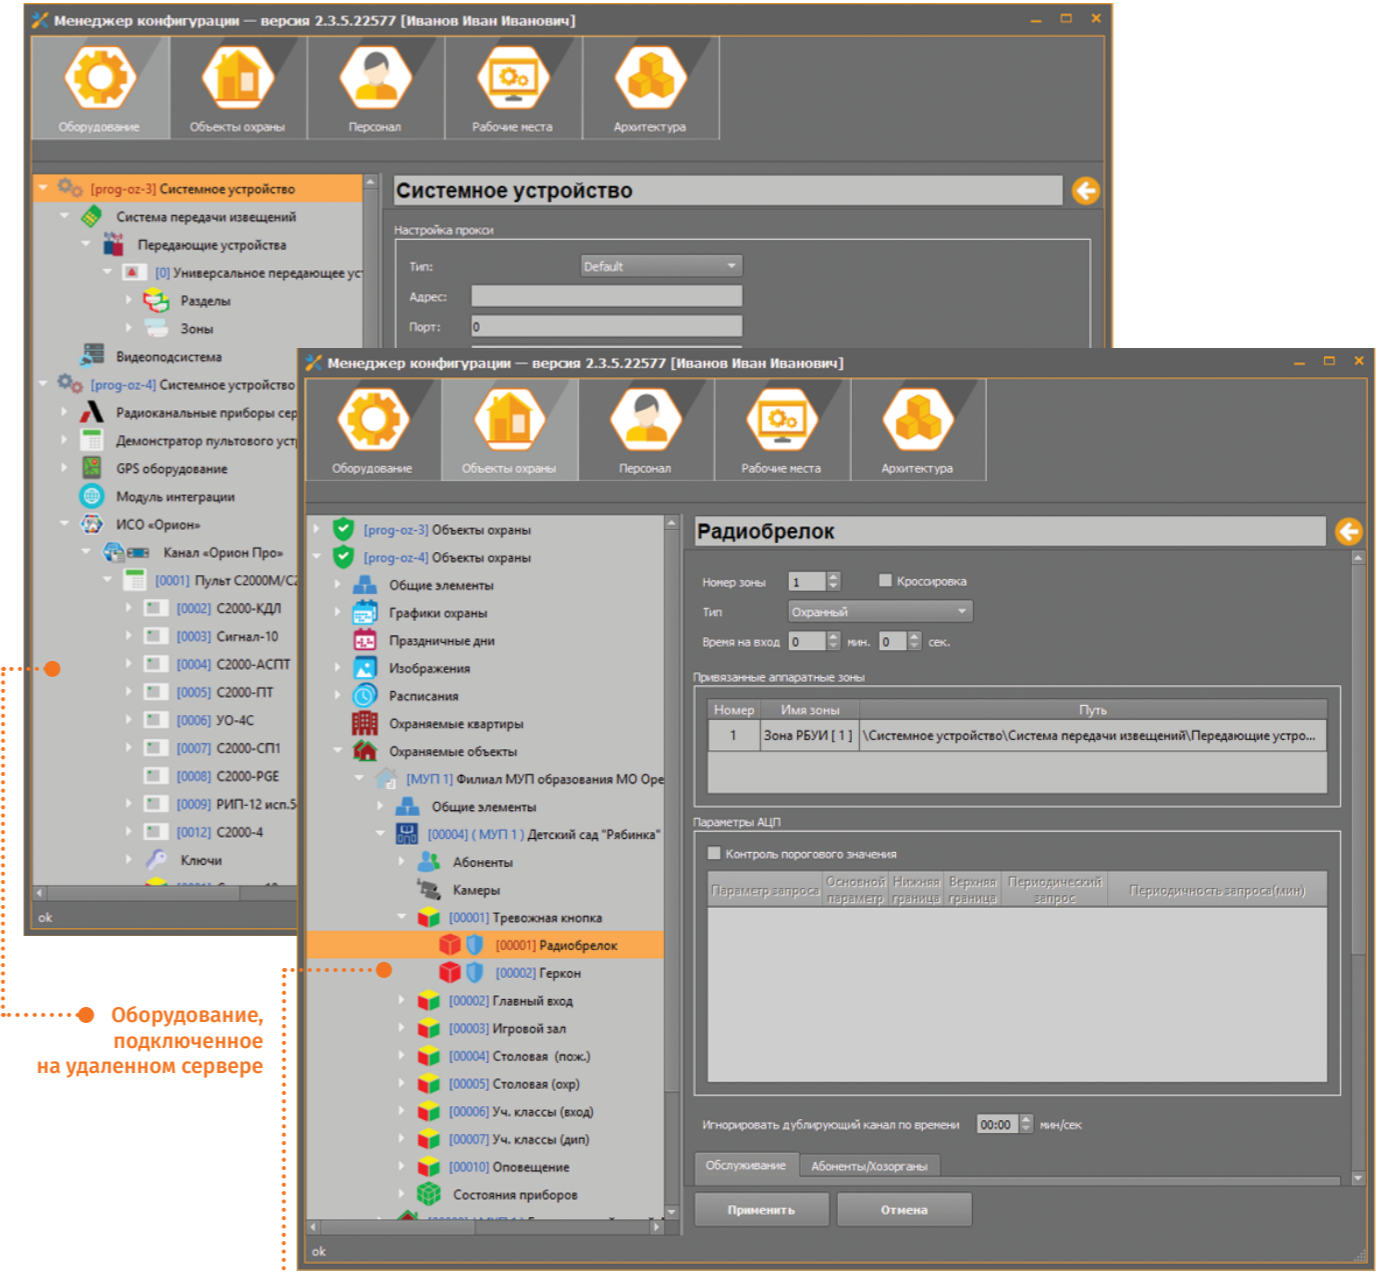 Менеджер конфигурации — версия 2.3.5.22577 [Иванов Иван Иванович]
Оборудование
Объекты охраны
Персонал
Рабочие места
Архитектура
[prog-oz-3] Системное устройство
Система передачи извещений
Передающие устройства
[0] Универсальное передающее ус
Разделы
Зоны
Видеоподсистема
[prog-oz-4] Системное устройство
Радиоканальные приборы сер
Демонстратор пультового уст
GPS оборудование
Модуль интеграции
ИСО «Орион»
Канал «Орион Про»
[0001] Пульт С2000М/С2
[0002] С2000-КДЛ
[0003] Сигнал-10
[0004] С2000-АСПТ
[0005] С2000-ПТ
[0006] УО-4С
[0007] С2000-СП1
[0008] С2000-PGE
[0009] РИП-12 исп.5
[0012] С2000-4
Ключи
ok
Системное устройство
Настройка прокси
Тип:
Default
Адрес:
Порт:
0
Менеджер конфигурации — версия 2.3.5.22577 [Иванов Иван Иванович]
Оборудование
Объекты охраны
Персонал
Рабочие места
Архитектура
[prog-oz-3] Объекты охраны
[prog-oz-4] Объекты охраны
Общие элементы
Графики охраны
Праздничные дни
Изображения
Расписания
Охраняемые квартиры
Охраняемые объекты
[МУП 1] Филиал МУП образования МО Оре
Общие элементы
[00004] ( МУП 1 ) Детский сад "Рябинка"
Абоненты
Камеры
[00001] Тревожная кнопка
[00001] Радиобрелок
[00002] Геркон
[00002] Главный вход
[00003] Игровой зал
[00004] Столовая (пож.)
[00005] Столовая (охр)
[00006] Уч. классы (вход)
[00007] Уч. классы (дип)
[00010] Оповещение
Состояния приборов
ok
Радиобрелок
Номер зоны
1
Кроссировка
Тип
Охранный
Время на вход 0 мин. 0 сек.
Привязанные аппаратные зоны
Номер Имя зоны Путь
1 Зона РБУИ [ 1 ] \Системное устройство\Система передачи извещений\Передающие устро...
Параметры АЦП
Контроль порогового значения
Параметр запроса
Основной параметр
Нижняя граница
Верхняя граница
Периодический запрос
Периодичность запроса(мин)
Игнорировать дублирующий канал по времени 00:00 мин/сек
Обслуживание
Абоненты/Хозорганы
Применить
Отмена
Оборудование,
подключенное
на удаленном сервере